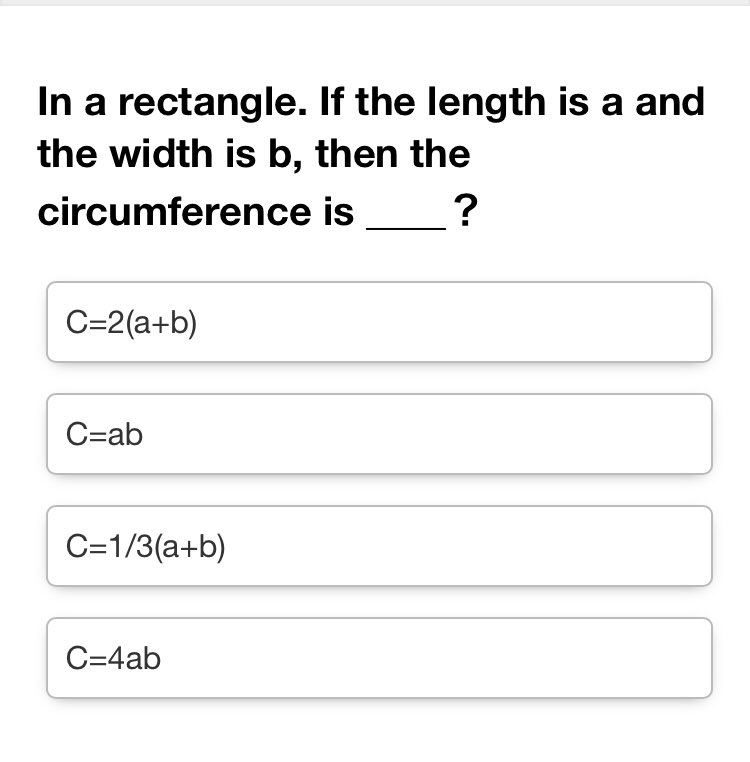 In a rectangle. If the length is a and
the width is b, then the
circumference is ____?
C=2(a+b)
C=ab
C=1/3(a+b)
C=4ab